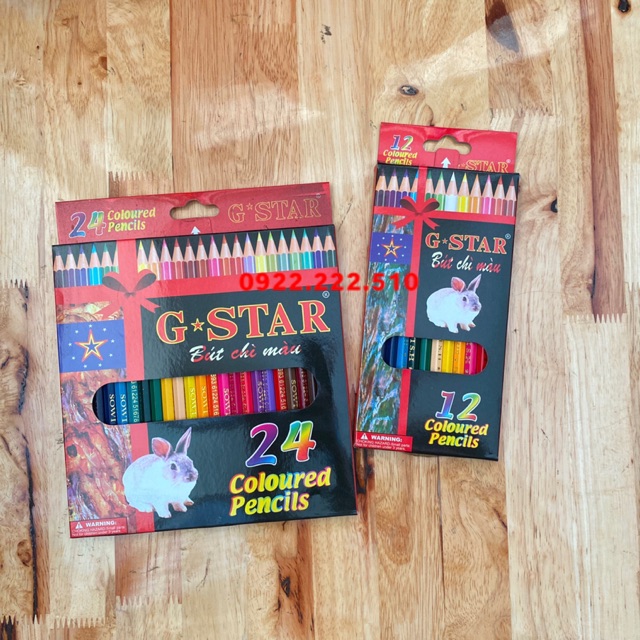 24 Coloured Pencils
G★STAR
G★STAR®
Bút chì màu
SOWI
24
Coloured
Pencils
WARNING:
12
Coloured
Pencils
G★STAR
G★STAR®
Bút chì màu
12
Coloured
Pencils
WARNING:
0922.222.510